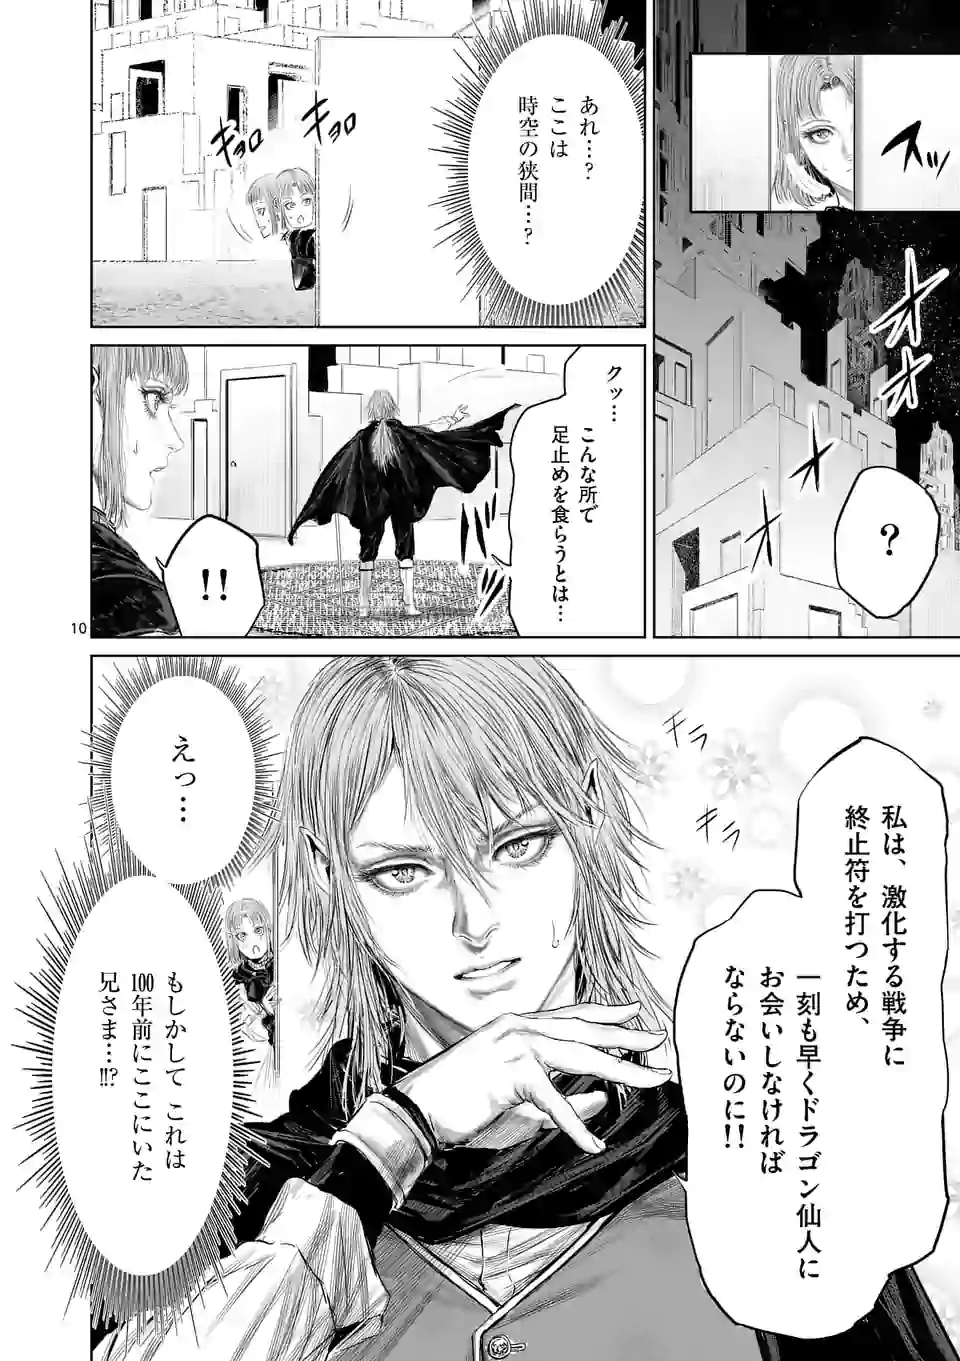 スッ
オオオ
?
あれ…?
ここは
時空の狭間…?
キョロ
キョロ
クッ…
こんな所で
足止めを食らうとは…
!!
私は、激化する戦争に
終止符を打つため、
一刻も早くドラゴン仙人に
お会いしなければ
ならないのに!!
キラ
キラ
えっ…
もしかして これは
100年前にここにいた
兄さま…!!?
10